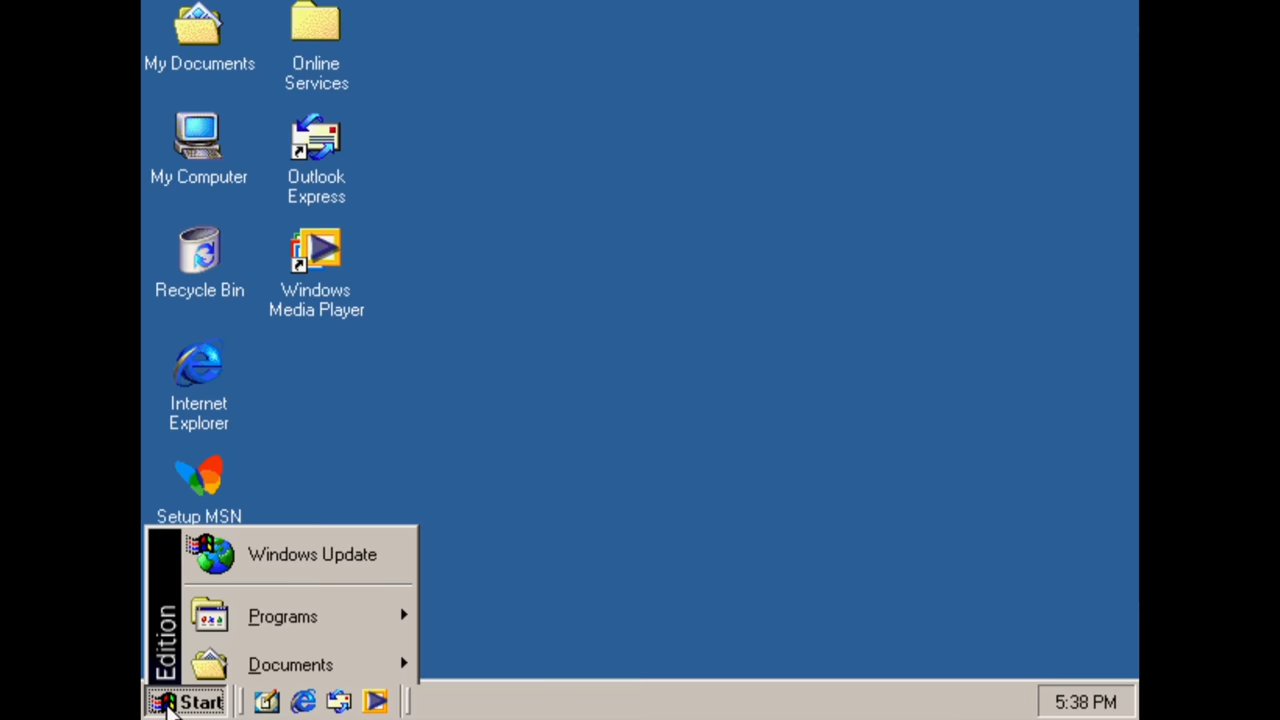 My Documents
Online
Services
My Computer
Outlook
Express
Recycle Bin
Windows
Media Player
Internet
Explorer
Setup MSN
Windows Update
Programs
Documents
Edition
Start
5:38 PM